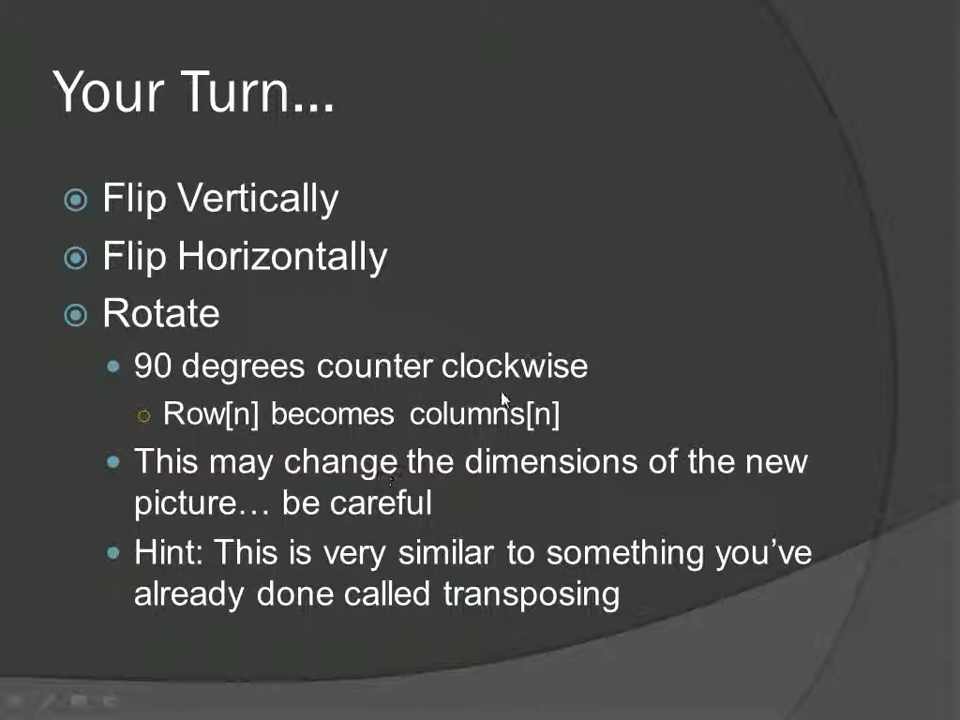 Your Turn...
Flip Vertically
Flip Horizontally
Rotate
90 degrees counter clockwise
Row[n] becomes columns[n]
This may change the dimensions of the new
picture… be careful
Hint: This is very similar to something you’ve
already done called transposing